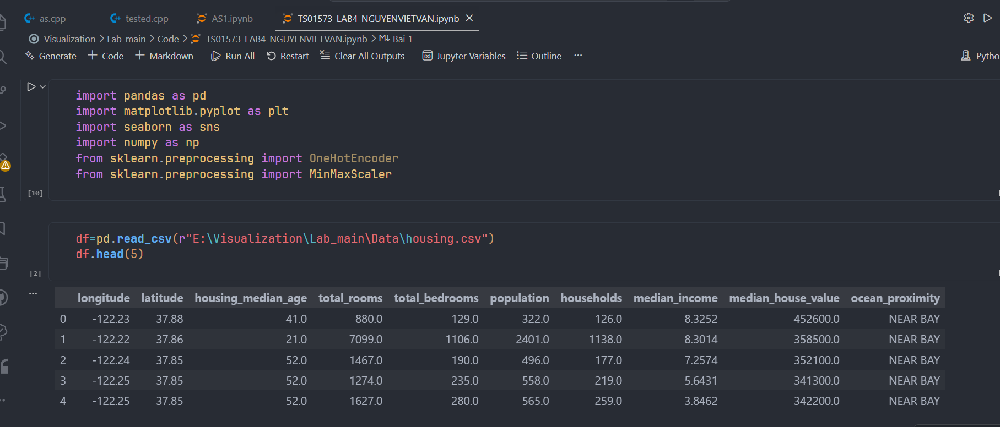 as.cpp tested.cpp AS1.ipynb TS01573_LAB4_NGUYENVIETVAN.ipynb
Visualization > Lab_main > Code > TS01573_LAB4_NGUYENVIETVAN.ipynb > M↓ Bai 1
Generate + Code + Markdown | Run All Restart Clear All Outputs | Jupyter Variables Outline ...
import pandas as pd
import matplotlib.pyplot as plt
import seaborn as sns
import numpy as np
from sklearn.preprocessing import OneHotEncoder
from sklearn.preprocessing import MinMaxScaler
[10]
df=pd.read_csv(r"E:\Visualization\Lab_main\Data\housing.csv")
df.head(5)
[2]
...
longitude latitude housing_median_age total_rooms total_bedrooms population households median_income median_house_value ocean_proximity
0 -122.23 37.88 41.0 880.0 129.0 322.0 126.0 8.3252 452600.0 NEAR BAY
1 -122.22 37.86 21.0 7099.0 1106.0 2401.0 1138.0 8.3014 358500.0 NEAR BAY
2 -122.24 37.85 52.0 1467.0 190.0 496.0 177.0 7.2574 352100.0 NEAR BAY
3 -122.25 37.85 52.0 1274.0 235.0 558.0 219.0 5.6431 341300.0 NEAR BAY
4 -122.25 37.85 52.0 1627.0 280.0 565.0 259.0 3.8462 342200.0 NEAR BAY